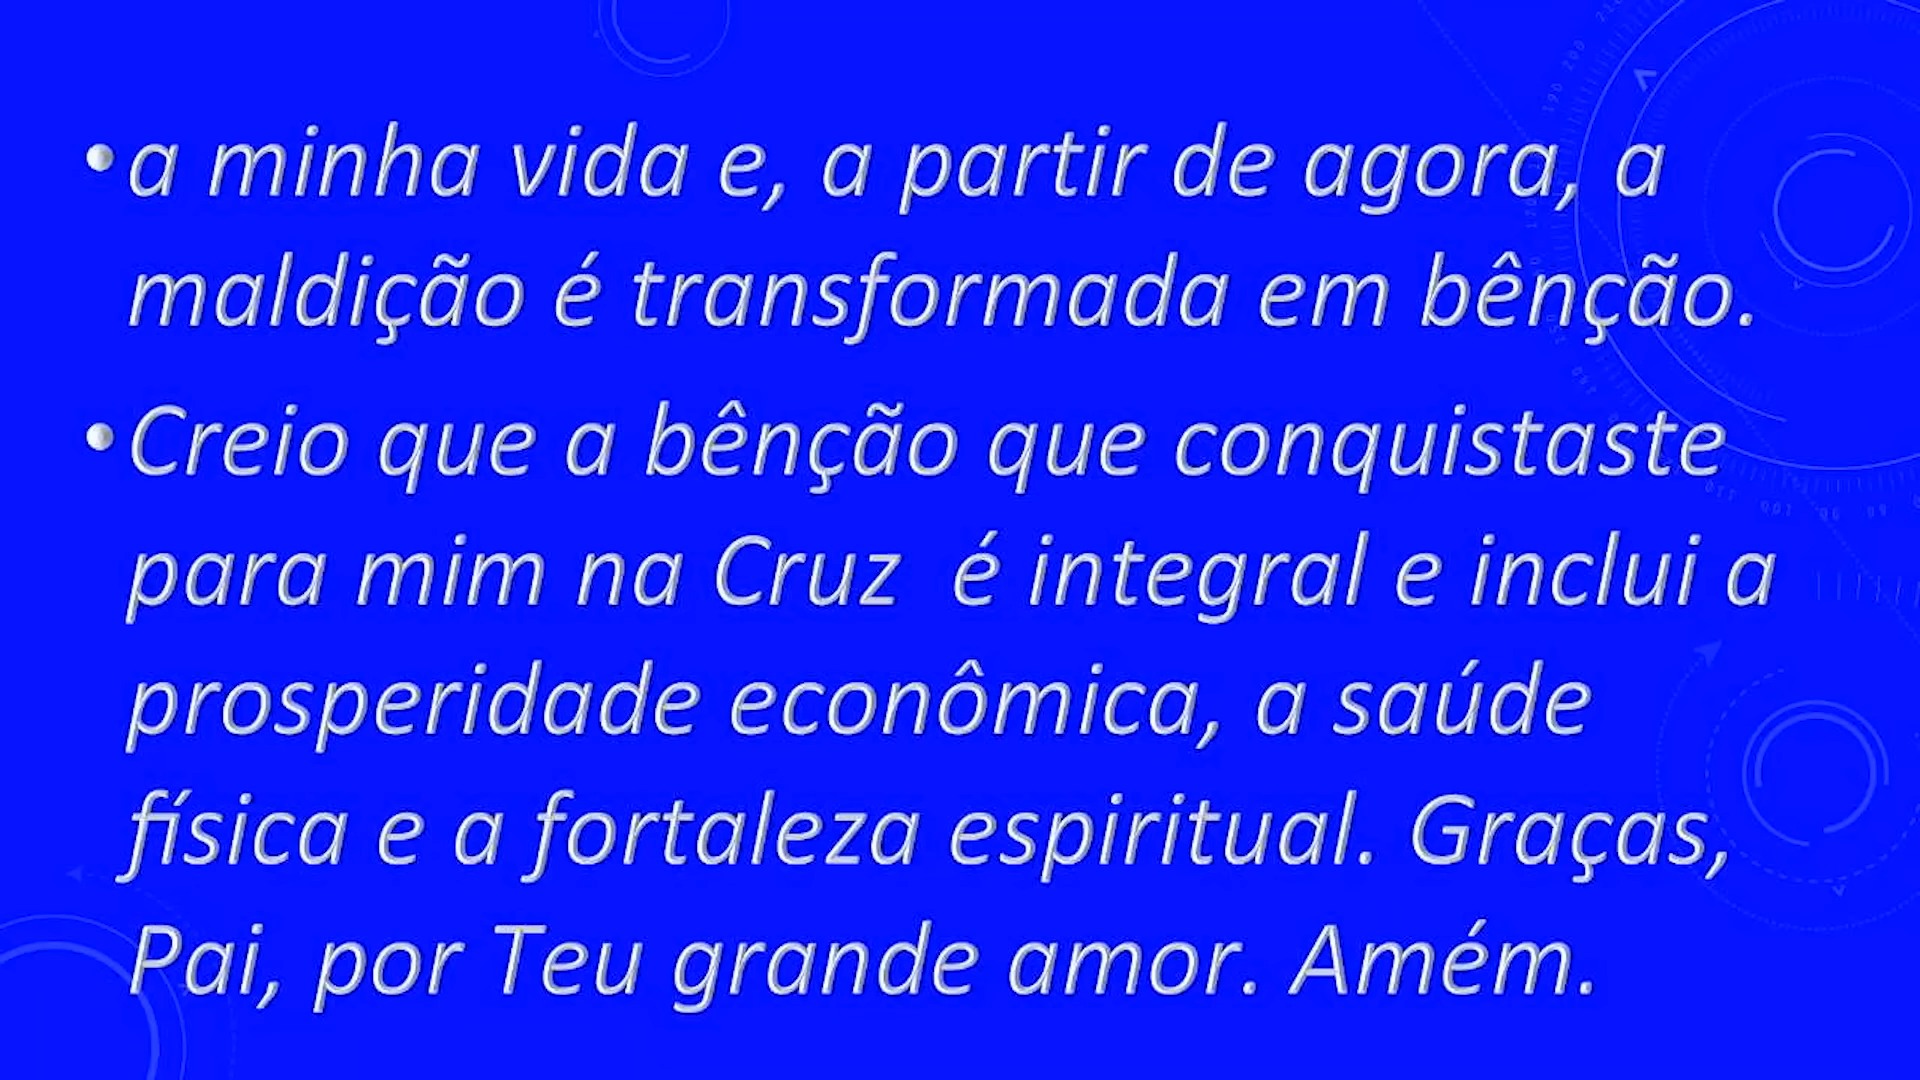 •a minha vida e, a partir de agora, a
maldição é transformada em bênção.
•Creio que a bênção que conquistaste
para mim na Cruz  é integral e inclui a
prosperidade econômica, a saúde
física e a fortaleza espiritual. Graças,
Pai, por Teu grande amor. Amém.